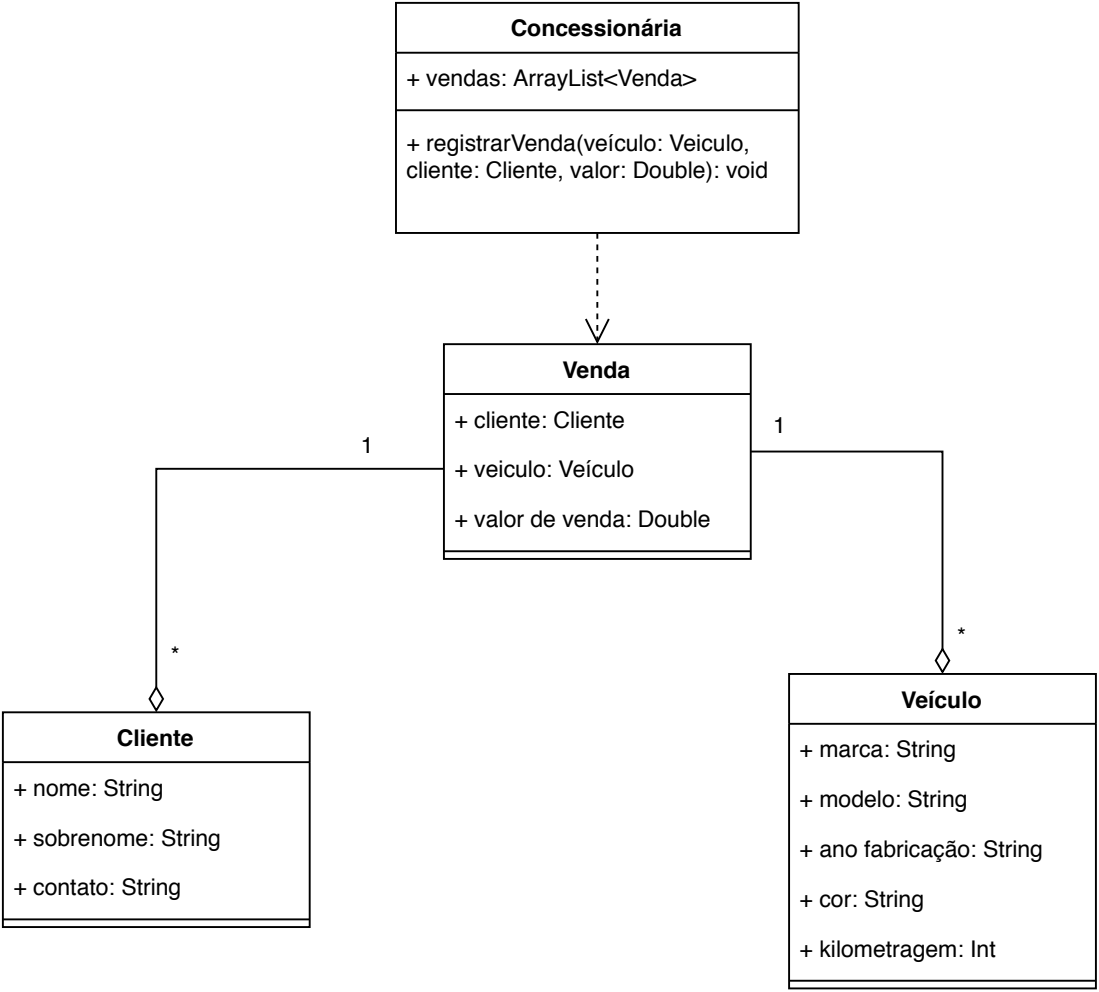 Concessionária
+ vendas: ArrayList<Venda>
+ registrarVenda(veículo: Veiculo,
cliente: Cliente, valor: Double): void
Venda
+ cliente: Cliente
+ veiculo: Veículo
+ valor de venda: Double
1
1
*
*
Cliente
+ nome: String
+ sobrenome: String
+ contato: String
Veículo
+ marca: String
+ modelo: String
+ ano fabricação: String
+ cor: String
+ kilometragem: Int